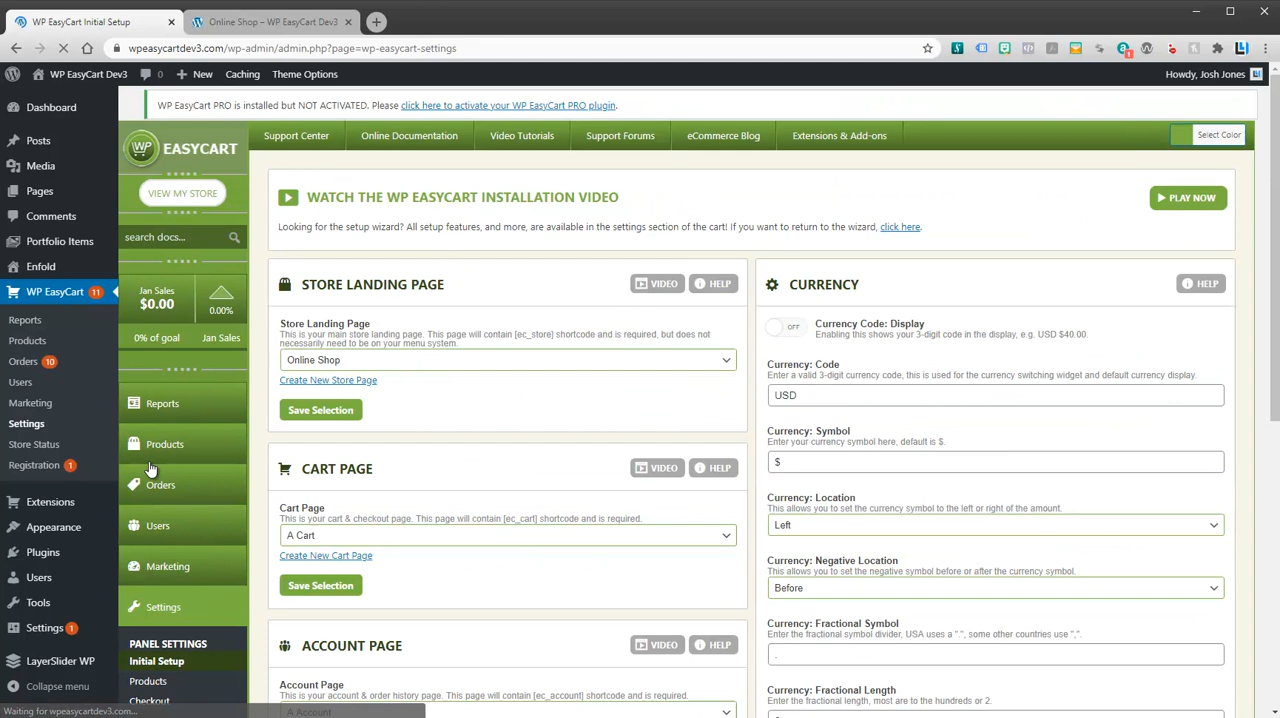 WP EasyCart Initial Setup
Online Shop – WP EasyCart Dev3
wpeasycartdev3.com/wp-admin/admin.php?page=wp-easycart-settings
WP EasyCart Dev3
New
Caching
Theme Options
Howdy, Josh Jones
Dashboard
Posts
Media
Pages
Comments
Portfolio Items
Enfold
WP EasyCart 11
Reports
Products
Orders 10
Users
Marketing
Settings
Store Status
Registration 1
Extensions
Appearance
Plugins
Users
Tools
Settings 1
LayerSlider WP
Collapse menu
Waiting for wpeasycartdev3.com...
WP EasyCart PRO is installed but NOT ACTIVATED. Please click here to activate your WP EasyCart PRO plugin.
WP EASYCART
VIEW MY STORE
search docs...
Jan Sales
$0.00
0.00%
0% of goal
Jan Sales
Reports
Products
Orders
Users
Marketing
Settings
PANEL SETTINGS
Initial Setup
Products
Checkout
Support Center
Online Documentation
Video Tutorials
Support Forums
eCommerce Blog
Extensions & Add-ons
Select Color
WATCH THE WP EASYCART INSTALLATION VIDEO
PLAY NOW
Looking for the setup wizard? All setup features, and more, are available in the settings section of the cart! If you want to return to the wizard, click here.
STORE LANDING PAGE
VIDEO
HELP
Store Landing Page
This is your main store landing page. This page will contain [ec_store] shortcode and is required, but does not
necessarily need to be on your menu system.
Online Shop
Create New Store Page
Save Selection
CART PAGE
VIDEO
HELP
Cart Page
This is your cart & checkout page. This page will contain [ec_cart] shortcode and is required.
A Cart
Create New Cart Page
Save Selection
ACCOUNT PAGE
VIDEO
HELP
Account Page
This is your account & order history page. This page will contain [ec_account] shortcode and is required.
A Account
CURRENCY
HELP
OFF
Currency Code: Display
Enabling this shows your 3-digit code in the display, e.g. USD $40.00.
Currency: Code
Enter a valid 3-digit currency code, this is used for the currency switching widget and default currency display.
USD
Currency: Symbol
Enter your currency symbol here, default is $.
$
Currency: Location
This allows you to set the currency symbol to the left or right of the amount.
Left
Currency: Negative Location
This allows you to set the negative symbol before or after the currency symbol.
Before
Currency: Fractional Symbol
Enter the fractional symbol divider, USA uses a ".", some other countries use ",".
.
Currency: Fractional Length
Enter the fractional length, most are to the hundreds or 2.